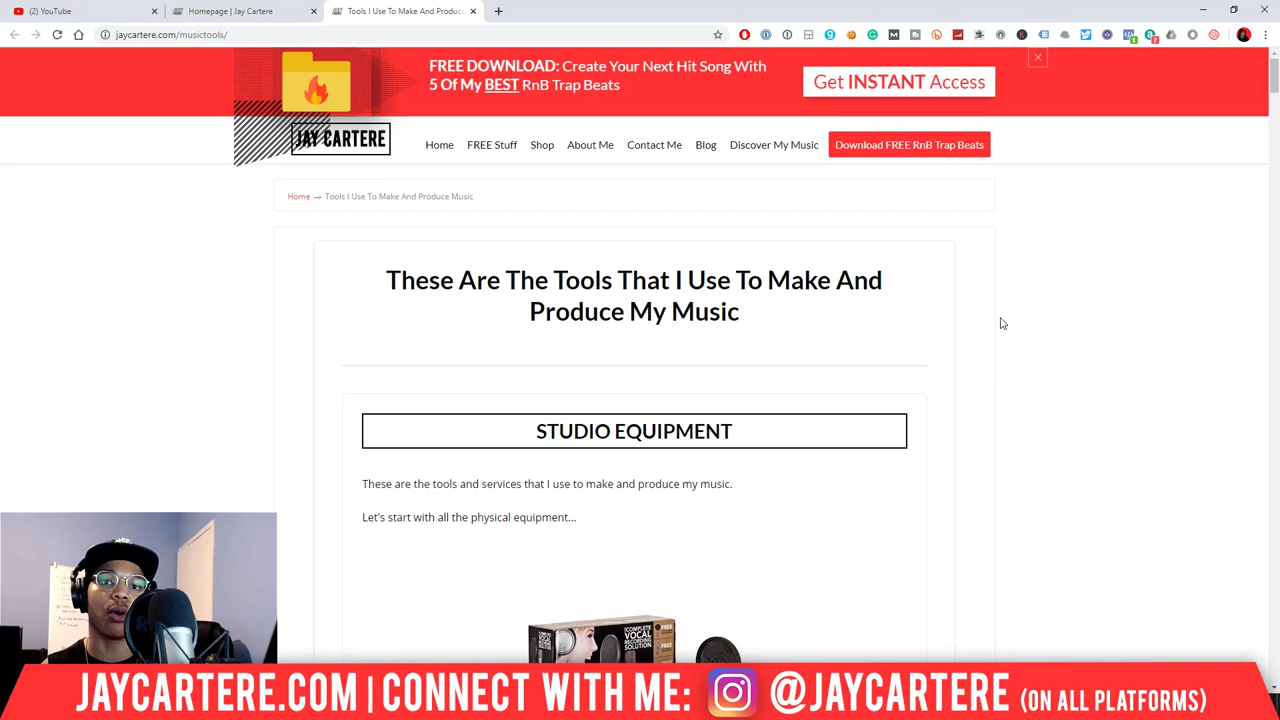 (2) YouTube
Homepage | Jay Cartere
Tools I Use To Make And Produce
jaycartere.com/musictools/
FREE DOWNLOAD: Create Your Next Hit Song With
5 Of My BEST RnB Trap Beats
Get INSTANT Access
JAY CARTERE
Home FREE Stuff Shop About Me Contact Me Blog Discover My Music Download FREE RnB Trap Beats
Home → Tools I Use To Make And Produce Music
These Are The Tools That I Use To Make And
Produce My Music
STUDIO EQUIPMENT
These are the tools and services that I use to make and produce my music.
Let's start with all the physical equipment...
COMPLETE
VOCAL
RECORDING
SOLUTION
JAYCARTERE.COM | CONNECT WITH ME: @JAYCARTERE (ON ALL PLATFORMS)